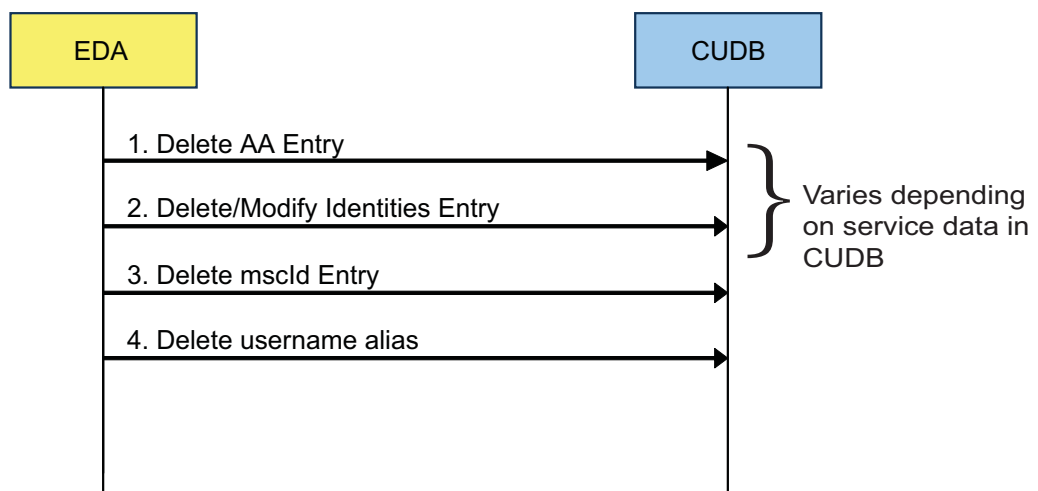 EDA
CUDB
1. Delete AA Entry
2. Delete/Modify Identities Entry
3. Delete mscId Entry
4. Delete username alias
Varies depending
on service data in
CUDB